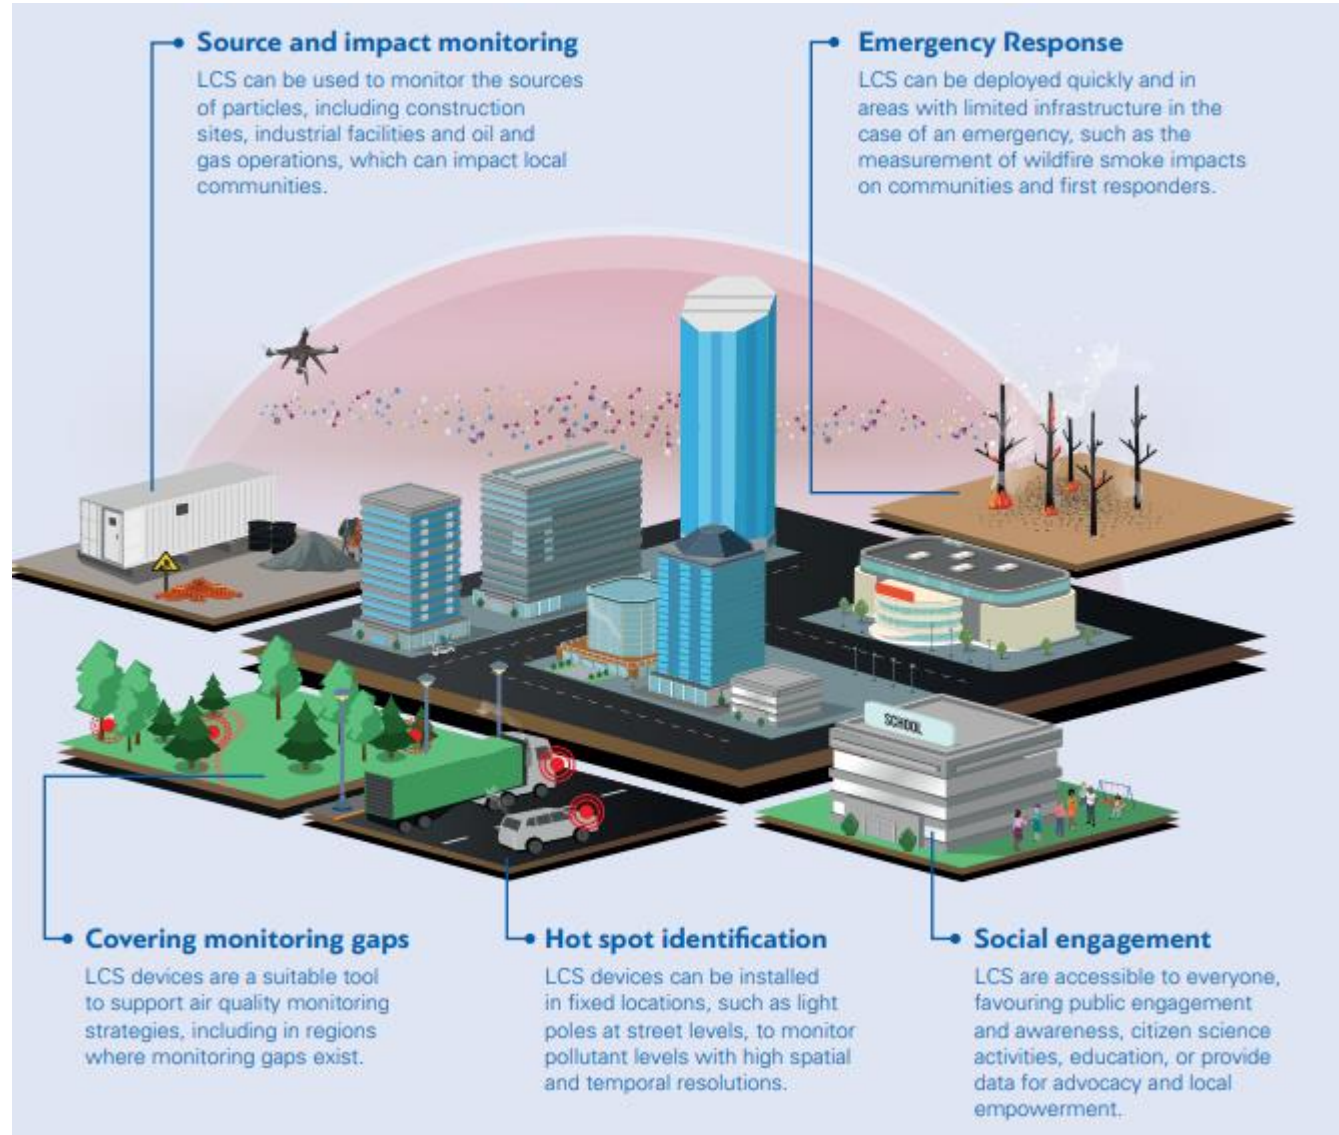 Source and impact monitoring
LCS can be used to monitor the sources
of particles, including construction
sites, industrial facilities and oil and
gas operations, which can impact local
communities.
Emergency Response
LCS can be deployed quickly and in
areas with limited infrastructure in the
case of an emergency, such as the
measurement of wildfire smoke impacts
on communities and first responders.
SCHOOL
Covering monitoring gaps
LCS devices are a suitable tool
to support air quality monitoring
strategies, including in regions
where monitoring gaps exist.
Hot spot identification
LCS devices can be installed
in fixed locations, such as light
poles at street levels, to monitor
pollutant levels with high spatial
and temporal resolutions.
Social engagement
LCS are accessible to everyone,
favouring public engagement
and awareness, citizen science
activities, education, or provide
data for advocacy and local
empowerment.